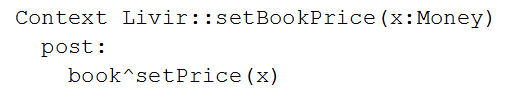 Context Livir::setBookPrice(x:Money)
post:
book^setPrice(x)